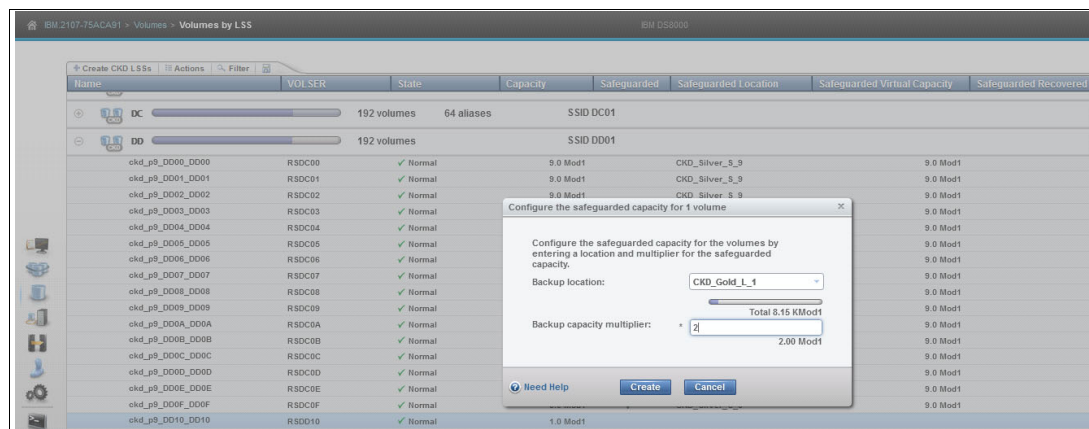 IBM 2107-75ACA91 > Volumes > Volumes by LSS IBM DS8000
Create CKD LSSs Actions Filter
Name VOLSER State Capacity Safeguarded Safeguarded Location Safeguarded Virtual Capacity Safeguarded Recovered
DC 192 volumes 64 aliases SSID DC01
DD 192 volumes SSID DD01
ckd_p9_DD00_DD00 RSDC00 Normal 9.0 Mod1 CKD_Silver_S_9 9.0 Mod1
ckd_p9_DD01_DD01 RSDC01 Normal 9.0 Mod1 CKD_Silver_S_9 9.0 Mod1
ckd_p9_DD02_DD02 RSDC02 Normal 9.0 Mod1 CKD_Silver_S_9 9.0 Mod1
ckd_p9_DD03_DD03 RSDC03 Normal 9.0 Mod1
ckd_p9_DD04_DD04 RSDC04 Normal 9.0 Mod1
ckd_p9_DD05_DD05 RSDC05 Normal 9.0 Mod1
ckd_p9_DD06_DD06 RSDC06 Normal 9.0 Mod1
ckd_p9_DD07_DD07 RSDC07 Normal 9.0 Mod1
ckd_p9_DD08_DD08 RSDC08 Normal 9.0 Mod1
ckd_p9_DD09_DD09 RSDC09 Normal 9.0 Mod1
ckd_p9_DD0A_DD0A RSDC0A Normal 9.0 Mod1
ckd_p9_DD0B_DD0B RSDC0B Normal 9.0 Mod1
ckd_p9_DD0C_DD0C RSDC0C Normal 9.0 Mod1
ckd_p9_DD0D_DD0D RSDC0D Normal 9.0 Mod1
ckd_p9_DD0E_DD0E RSDC0E Normal 9.0 Mod1
ckd_p9_DD0F_DD0F RSDC0F Normal 9.0 Mod1
ckd_p9_DD10_DD10 RSDD10 Normal 1.0 Mod1
Configure the safeguarded capacity for 1 volume
Configure the safeguarded capacity for the volumes by
entering a location and multiplier for the safeguarded
capacity.
Backup location: CKD_Gold_L_1
Total 8.15 KMod1
Backup capacity multiplier: * 2
2.00 Mod1
Need Help Create Cancel